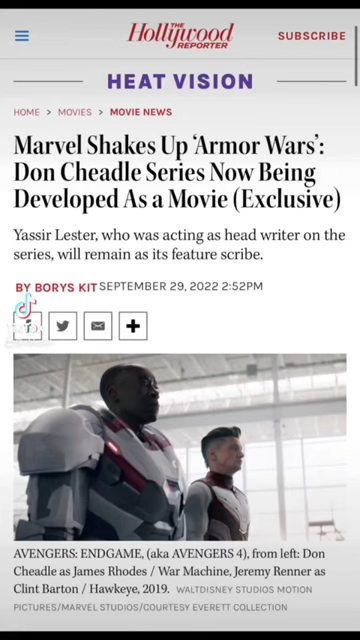 THE
Hollywood
REPORTER
SUBSCRIBE
HEAT VISION
HOME > MOVIES > MOVIE NEWS
Marvel Shakes Up ‘Armor Wars’:
Don Cheadle Series Now Being
Developed As a Movie (Exclusive)
Yassir Lester, who was acting as head writer on the
series, will remain as its feature scribe.
BY BORYS KIT SEPTEMBER 29, 2022 2:52PM
AVENGERS: ENDGAME, (aka AVENGERS 4), from left: Don
Cheadle as James Rhodes / War Machine, Jeremy Renner as
Clint Barton / Hawkeye, 2019. WALTDISNEY STUDIOS MOTION
PICTURES/MARVEL STUDIOS/COURTESY EVERETT COLLECTION